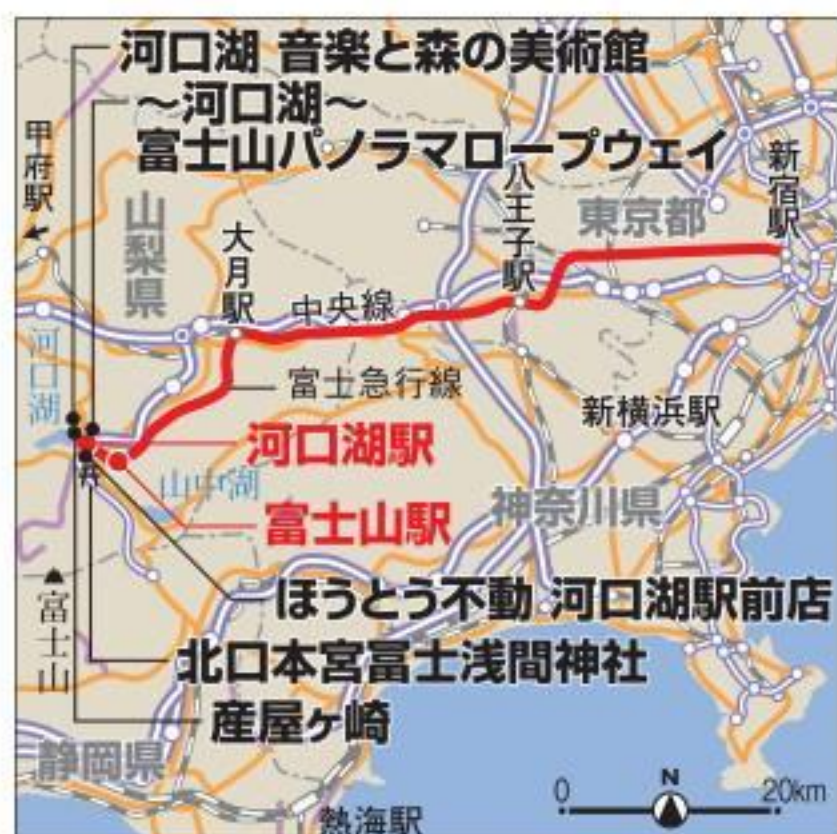 河口湖 音楽と森の美術館
〜河口湖〜
富士山パノラマロープウェイ
甲府駅
山梨県
大月駅
八王子駅
東京都
新宿駅
中央線
河口湖
富士急行線
新横浜駅
河口湖駅
山中湖
神奈川県
富士山駅
ほうとう不動 河口湖駅前店
富士山
北口本宮冨士浅間神社
産屋ヶ崎
静岡県
熱海駅
0 N 20km